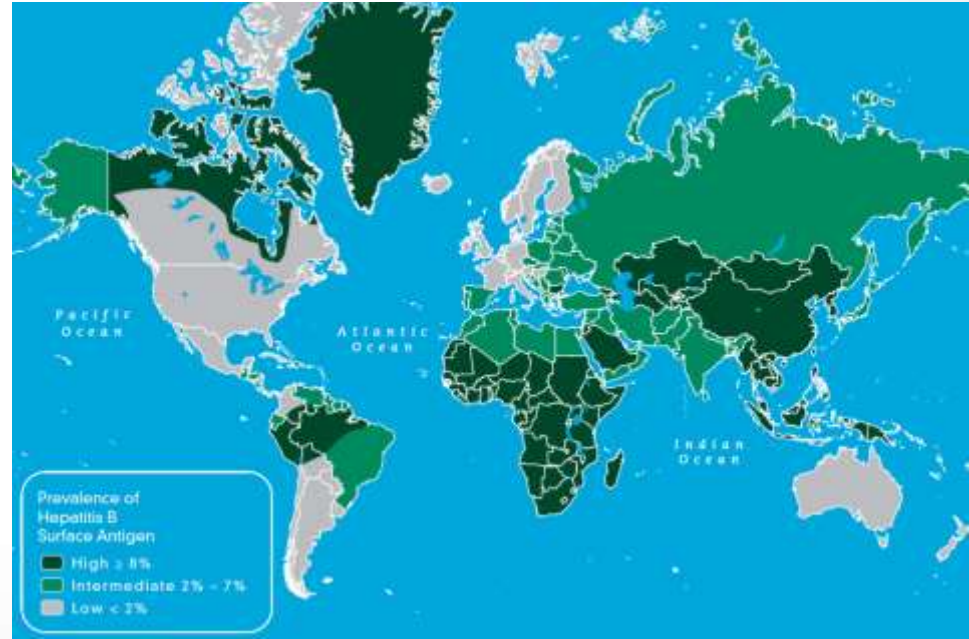 Pacific
Ocean
Atlantic
Ocean
Indian
Ocean
Prevalence of
Hepatitis B
Surface Antigen
High ≥ 8%
Intermediate 2% – 7%
Low < 2%